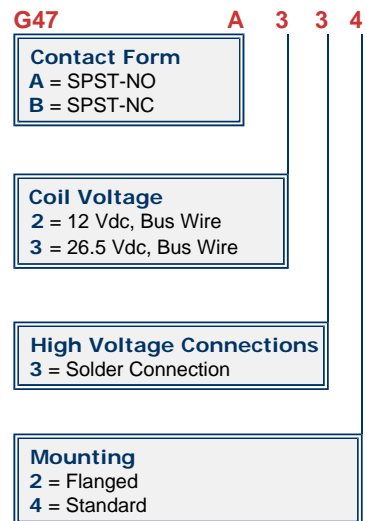 G47 A 3 3 4
Contact Form
A = SPST-NO
B = SPST-NC
Coil Voltage
2 = 12 Vdc, Bus Wire
3 = 26.5 Vdc, Bus Wire
High Voltage Connections
3 = Solder Connection
Mounting
2 = Flanged
4 = Standard